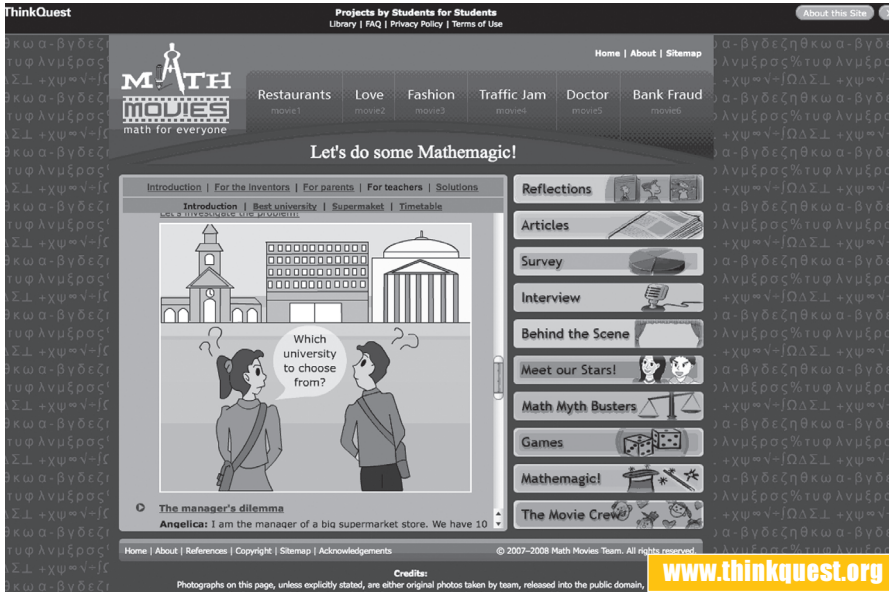 ThinkQuest
Projects by Students for Students
Library | FAQ | Privacy Policy | Terms of Use
About this Site
Home | About | Sitemap
MATH
MOVIES
math for everyone
Restaurants
movie1
Love
movie2
Fashion
movie3
Traffic Jam
movie4
Doctor
movie5
Bank Fraud
movie6
Let's do some Mathemagic!
Introduction | For the Inventors | For parents | For teachers | Solutions
Introduction | Best university | Supermaket | Timetable
Let's investigate the problem!
Which
university
to choose
from?
The manager's dilemma
Angelica: I am the manager of a big supermarket store. We have 10
Reflections
Articles
Survey
Interview
Behind the Scene
Meet our Stars!
Math Myth Busters
Games
Mathemagic!
The Movie Crew
Home | About | References | Copyright | Sitemap | Acknowledgements
© 2007–2008 Math Movies Team. All rights reserved.
Credits:
Photographs on this page, unless explicitly stated, are either original photos taken by team, released into the public domain,
www.thinkquest.org